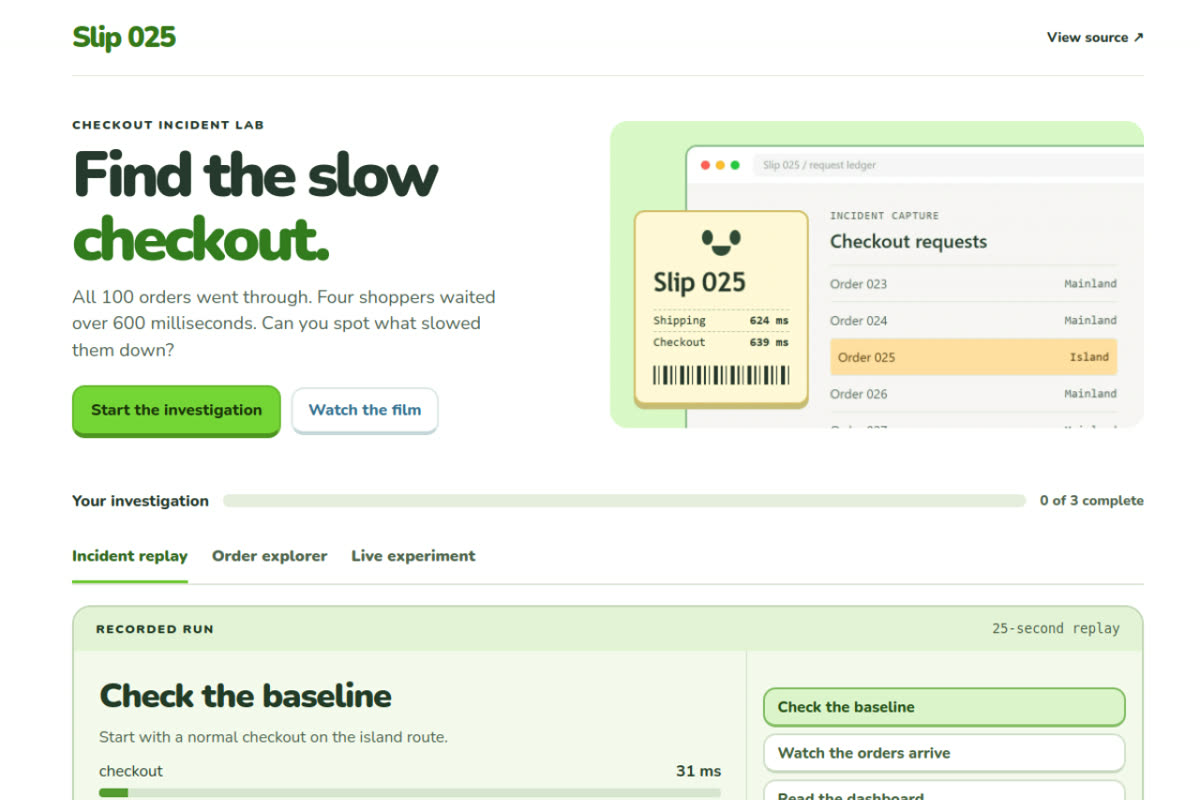 Slip 025
View source ↗
CHECKOUT INCIDENT LAB
Find the slow
checkout.
All 100 orders went through. Four shoppers waited
over 600 milliseconds. Can you spot what slowed
them down?
Start the investigation
Watch the film
Slip 025 / request ledger
INCIDENT CAPTURE
Checkout requests
Order 023 Mainland
Order 024 Mainland
Order 025 Island
Order 026 Mainland
Slip 025
Shipping 624 ms
Checkout 639 ms
Your investigation
0 of 3 complete
Incident replay
Order explorer
Live experiment
RECORDED RUN
25-second replay
Check the baseline
Start with a normal checkout on the island route.
checkout 31 ms
Check the baseline
Watch the orders arrive
Read the dashboard